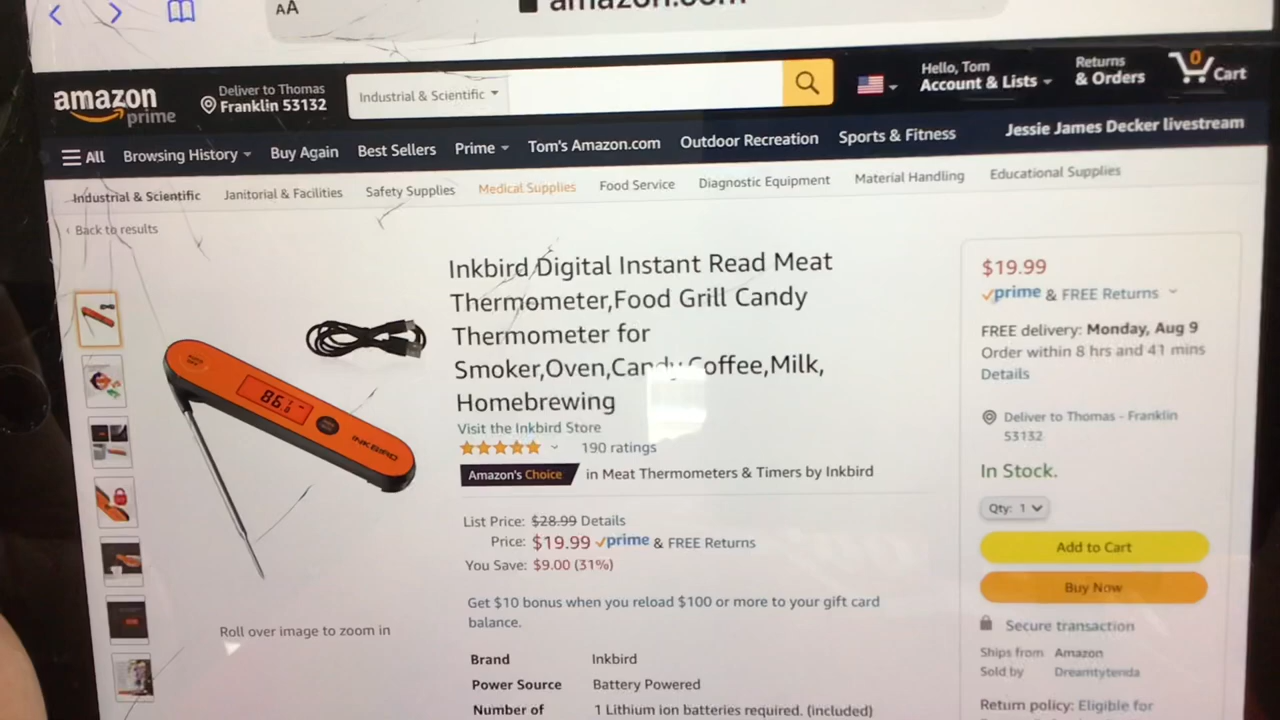 AA
amazon.com
amazon
prime
Deliver to Thomas
Franklin 53132
Industrial & Scientific
Hello, Tom
Account & Lists
Returns
& Orders
0
Cart
All
Browsing History
Buy Again
Best Sellers
Prime
Tom's Amazon.com
Outdoor Recreation
Sports & Fitness
Jessie James Decker livestream
Industrial & Scientific
Janitorial & Facilities
Safety Supplies
Medical Supplies
Food Service
Diagnostic Equipment
Material Handling
Educational Supplies
‹ Back to results
Inkbird Digital Instant Read Meat
Thermometer,Food Grill Candy
Thermometer for
Smoker,Oven,Candy,Coffee,Milk,
Homebrewing
Visit the Inkbird Store
190 ratings
Amazon's Choice in Meat Thermometers & Timers by Inkbird
List Price: $28.99 Details
Price: $19.99 prime & FREE Returns
You Save: $9.00 (31%)
Get $10 bonus when you reload $100 or more to your gift card
balance.
Brand Inkbird
Power Source Battery Powered
Number of 1 Lithium ion batteries required. (included)
86.
INKBIRD
Roll over image to zoom in
$19.99
prime & FREE Returns
FREE delivery: Monday, Aug 9
Order within 8 hrs and 41 mins
Details
Deliver to Thomas - Franklin
53132
In Stock.
Qty: 1
Add to Cart
Buy Now
Secure transaction
Ships from Amazon
Sold by Dreamtytenda
Return policy: Eligible for